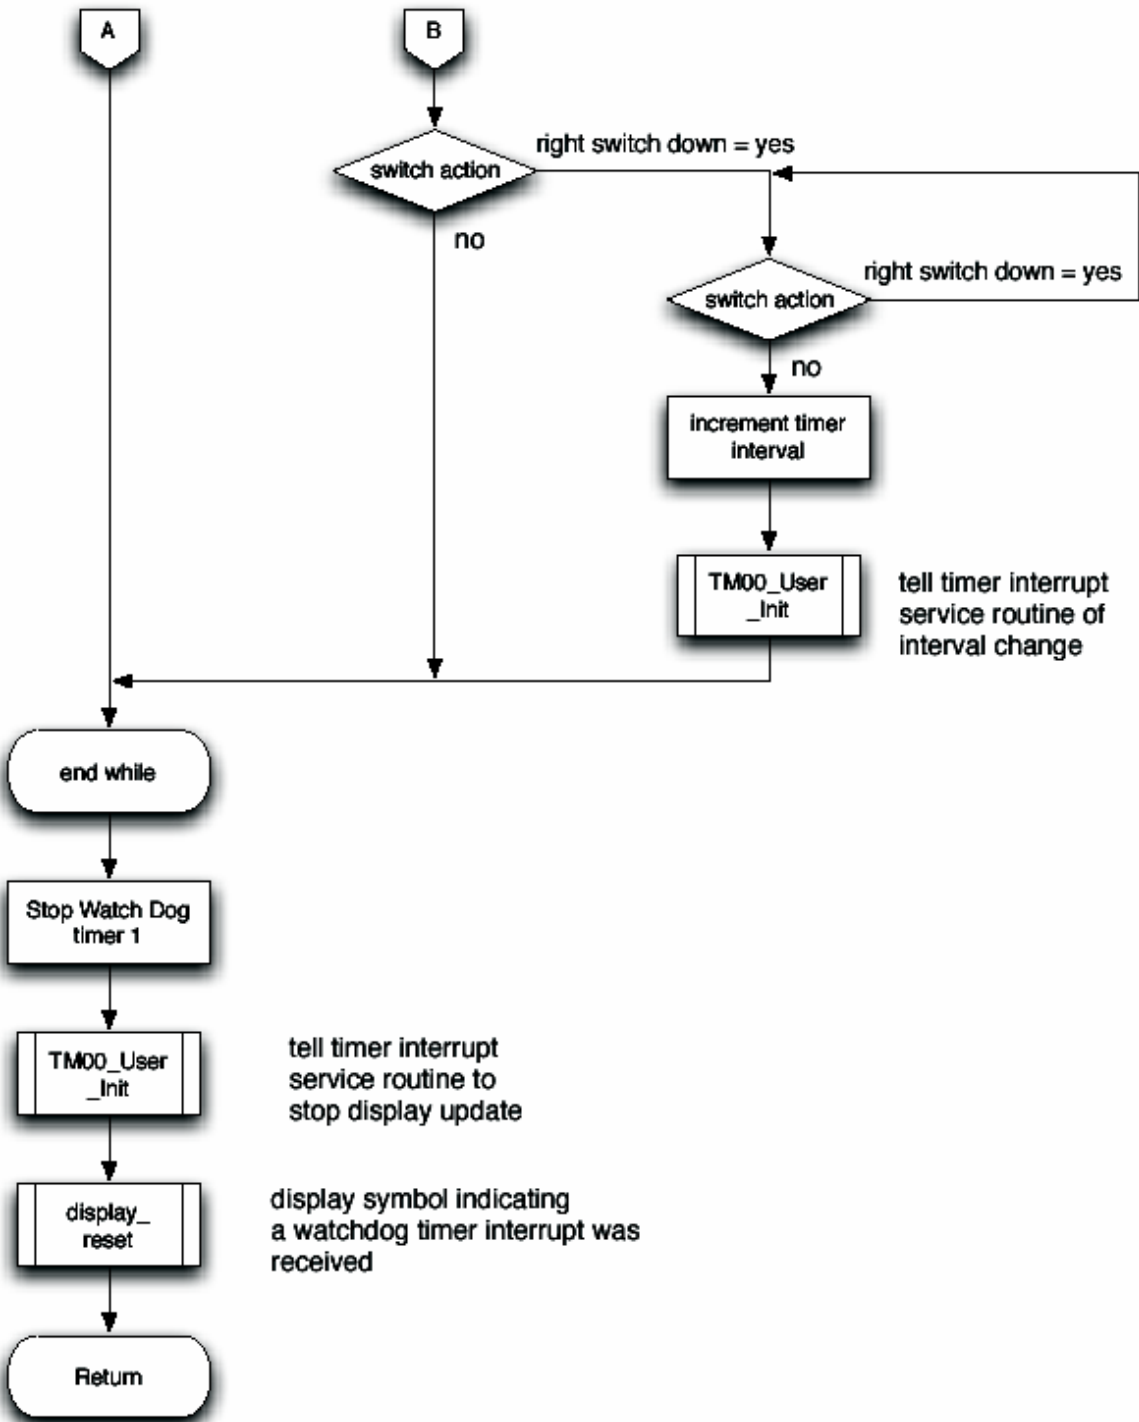 A
B
right switch down = yes
switch action
no
right switch down = yes
switch action
no
increment timer
interval
TM00_User
_Init
tell timer interrupt
service routine of
interval change
end while
Stop Watch Dog
timer 1
TM00_User
_Init
tell timer interrupt
service routine to
stop display update
display_
reset
display symbol indicating
a watchdog timer interrupt was
received
Return